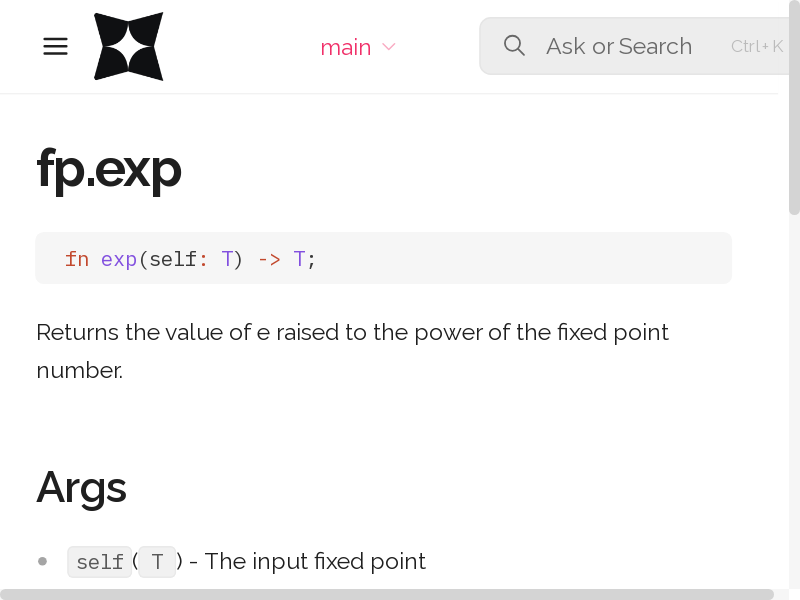 main
Ask or Search
Ctrl+K
fp.exp
fn exp(self: T) -> T;
Returns the value of e raised to the power of the fixed point
number.
Args
self(T) - The input fixed point